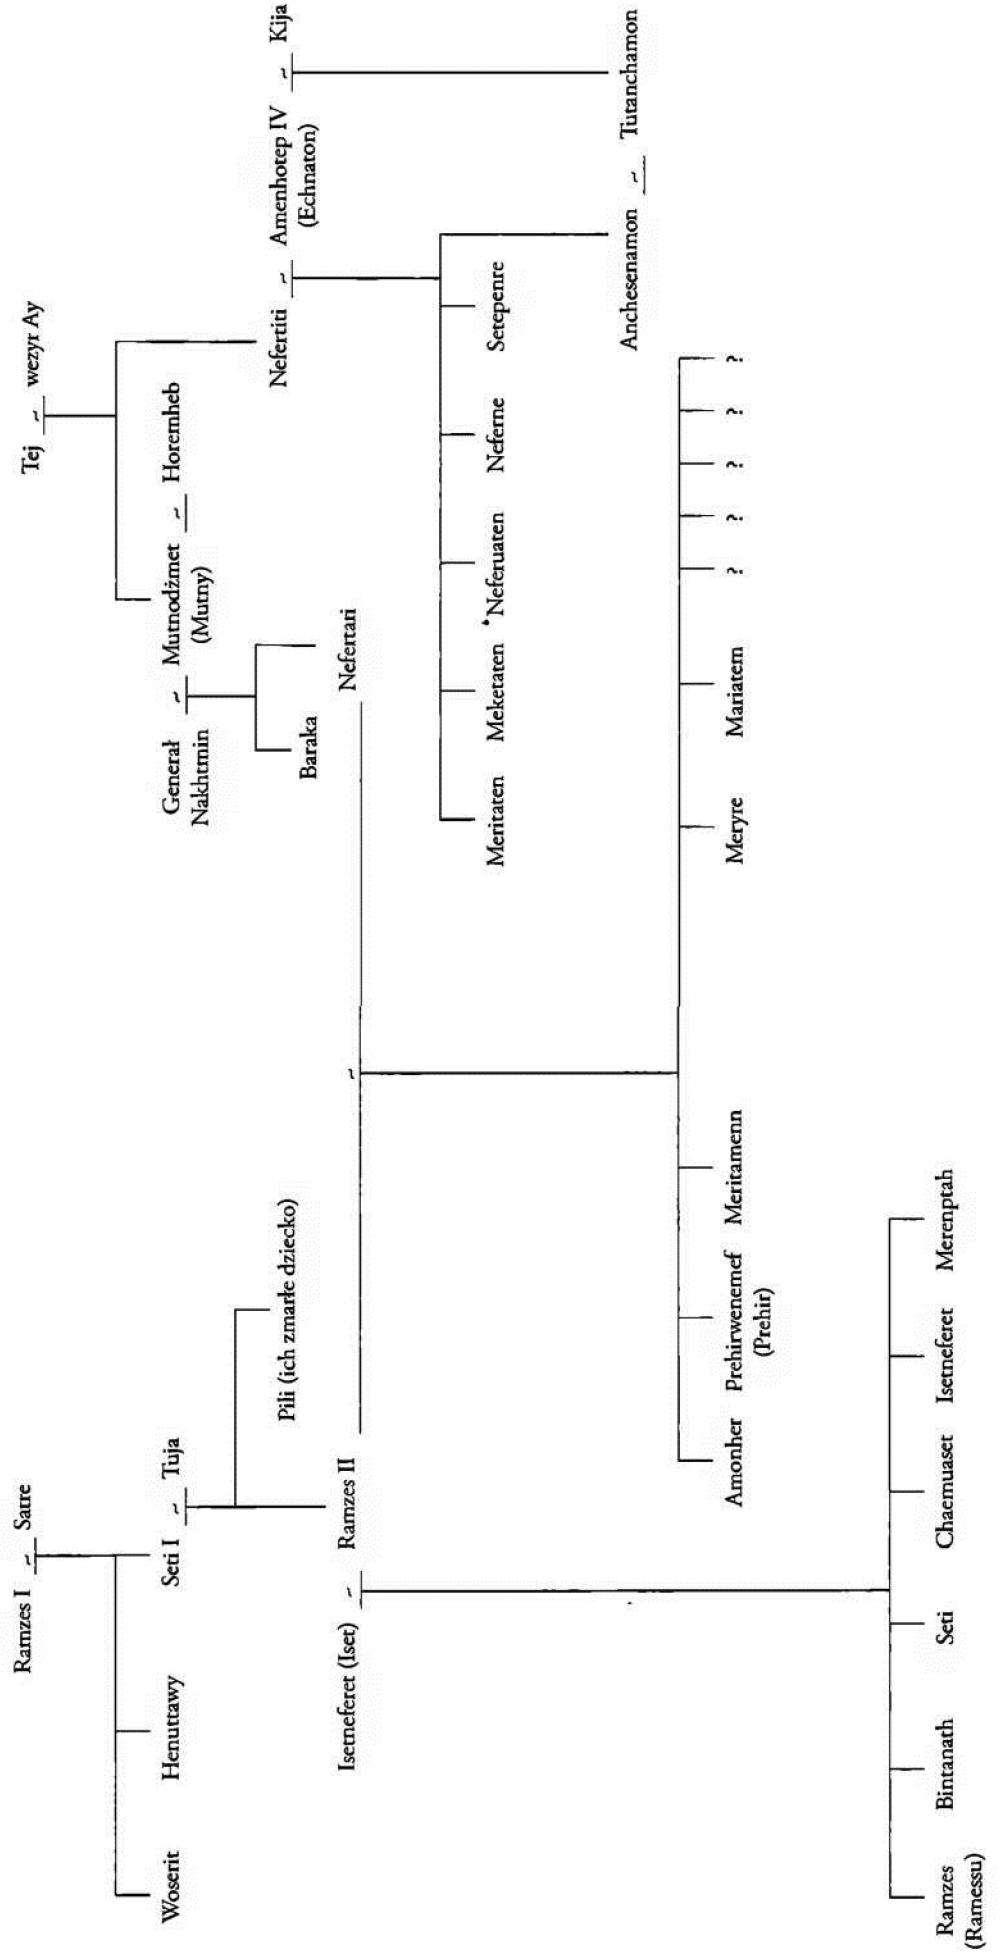 Ramzes I ~ Satre
Tej ~ wezyr Ay
Woserit
Henuttawy
Seti I ~ Tuja
Generał
Nakhtmin
~ Mutnodżmet
(Mutny)
~ Horemheb
Pili (ich zmarłe dziecko)
Baraka
Nefertari
Nefertiti ~ Amenhotep IV
(Echnaton)
~ Kija
Isetneferet (Iset) ~ Ramzes II ~
Meritaten
Meketaten
Neferuaten
Neferne
Setepenre
Anchesenamon ~ Tutanchamon
Amonher
Prehirwenemef
(Prehir)
Meritamenn
Meryre
Mariatem
?
?
?
?
?
Ramzes
(Ramessu)
Bintanath
Seti
Chaemuaset
Isetneferet
Merenptah